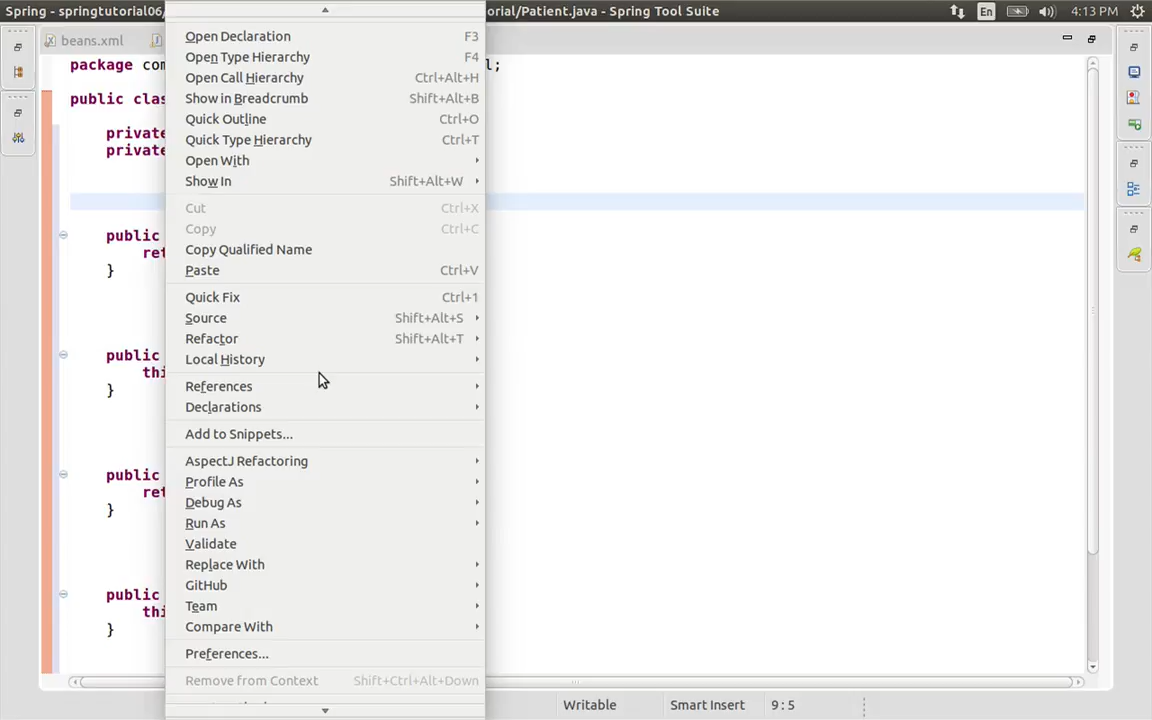 Spring - springtutorial06/ torial/Patient.java - Spring Tool Suite En 4:13 PM
beans.xml
package com l;
public clas
private
private
public
ret
}
public
thi
}
public
ret
}
public
thi
}
Open Declaration F3
Open Type Hierarchy F4
Open Call Hierarchy Ctrl+Alt+H
Show in Breadcrumb Shift+Alt+B
Quick Outline Ctrl+O
Quick Type Hierarchy Ctrl+T
Open With
Show In Shift+Alt+W
Cut Ctrl+X
Copy Ctrl+C
Copy Qualified Name
Paste Ctrl+V
Quick Fix Ctrl+1
Source Shift+Alt+S
Refactor Shift+Alt+T
Local History
References
Declarations
Add to Snippets...
AspectJ Refactoring
Profile As
Debug As
Run As
Validate
Replace With
GitHub
Team
Compare With
Preferences...
Remove from Context Shift+Ctrl+Alt+Down
Writable Smart Insert 9 : 5